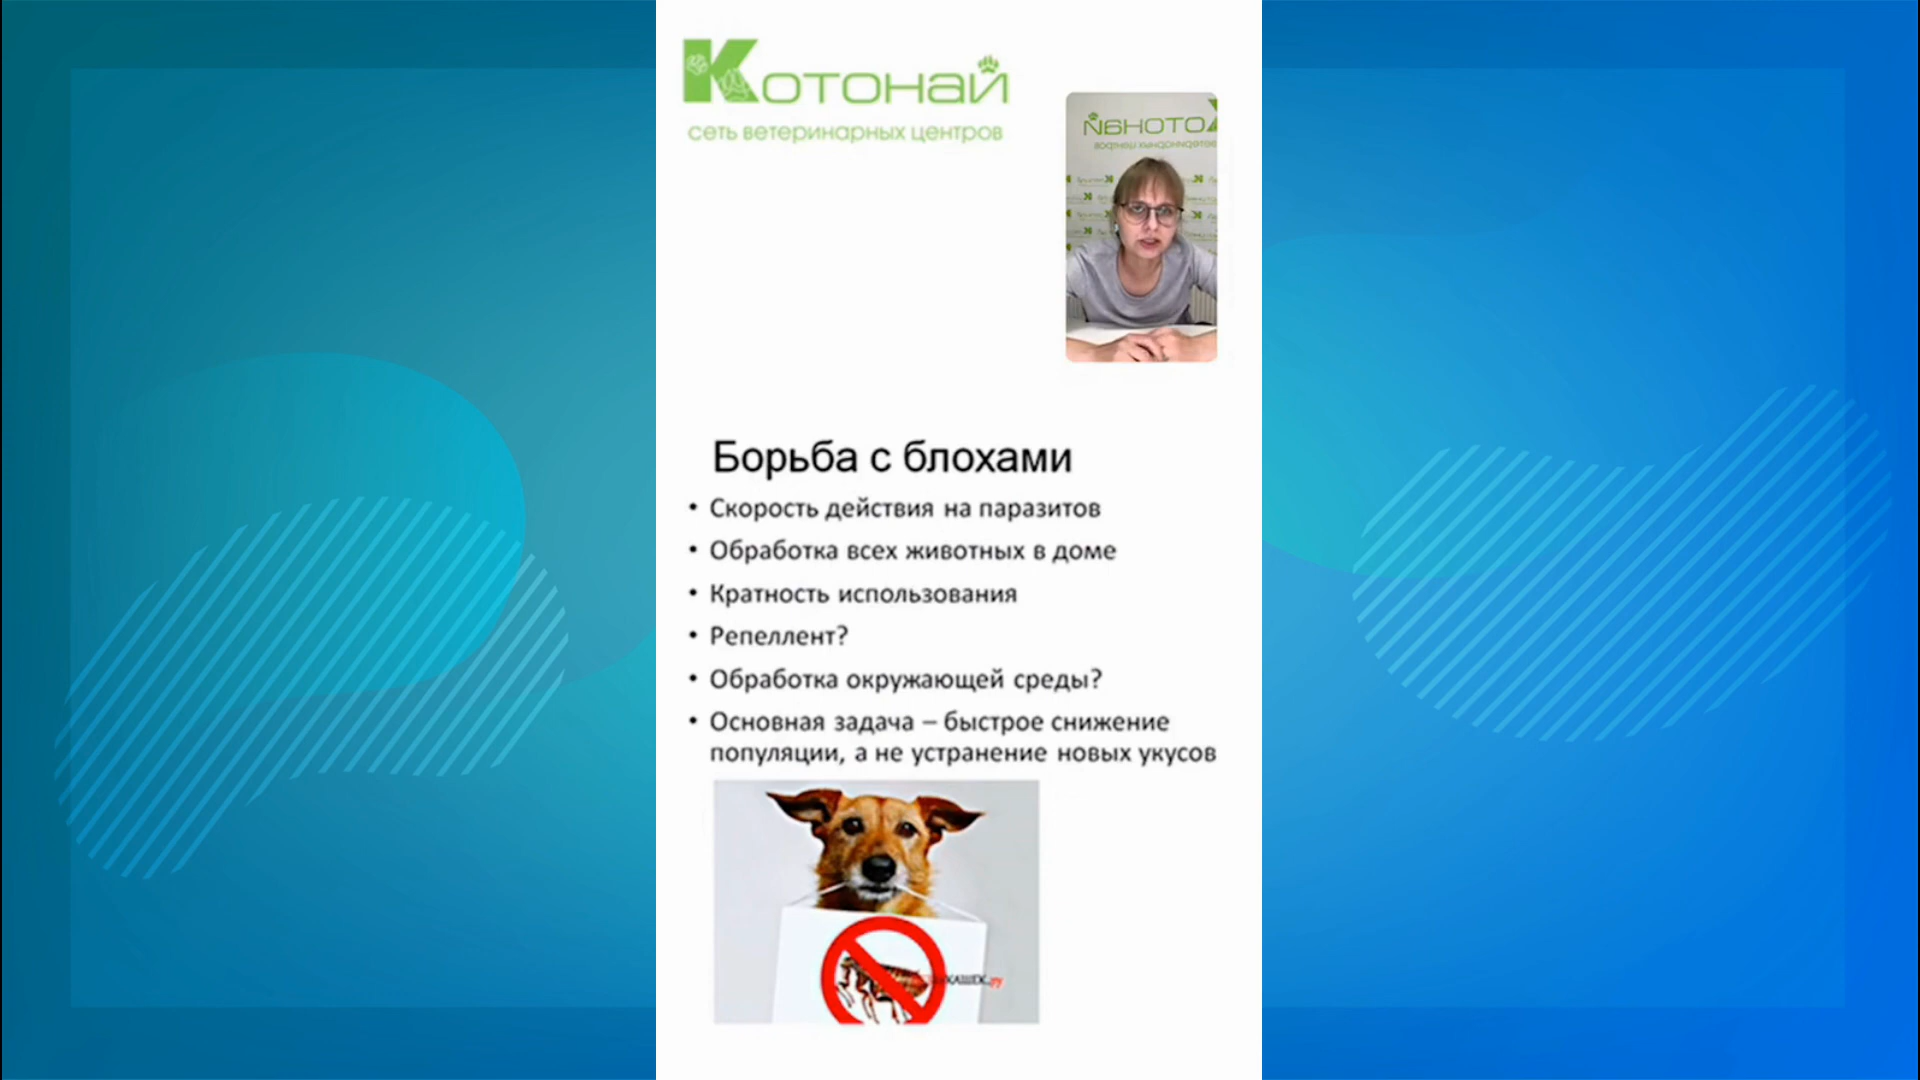 Котонай
сеть ветеринарных центров
КОТОНАЙ
Борьба с блохами
• Скорость действия на паразитов
• Обработка всех животных в доме
• Кратность использования
• Репеллент?
• Обработка окружающей среды?
• Основная задача – быстрое снижение
популяции, а не устранение новых укусов